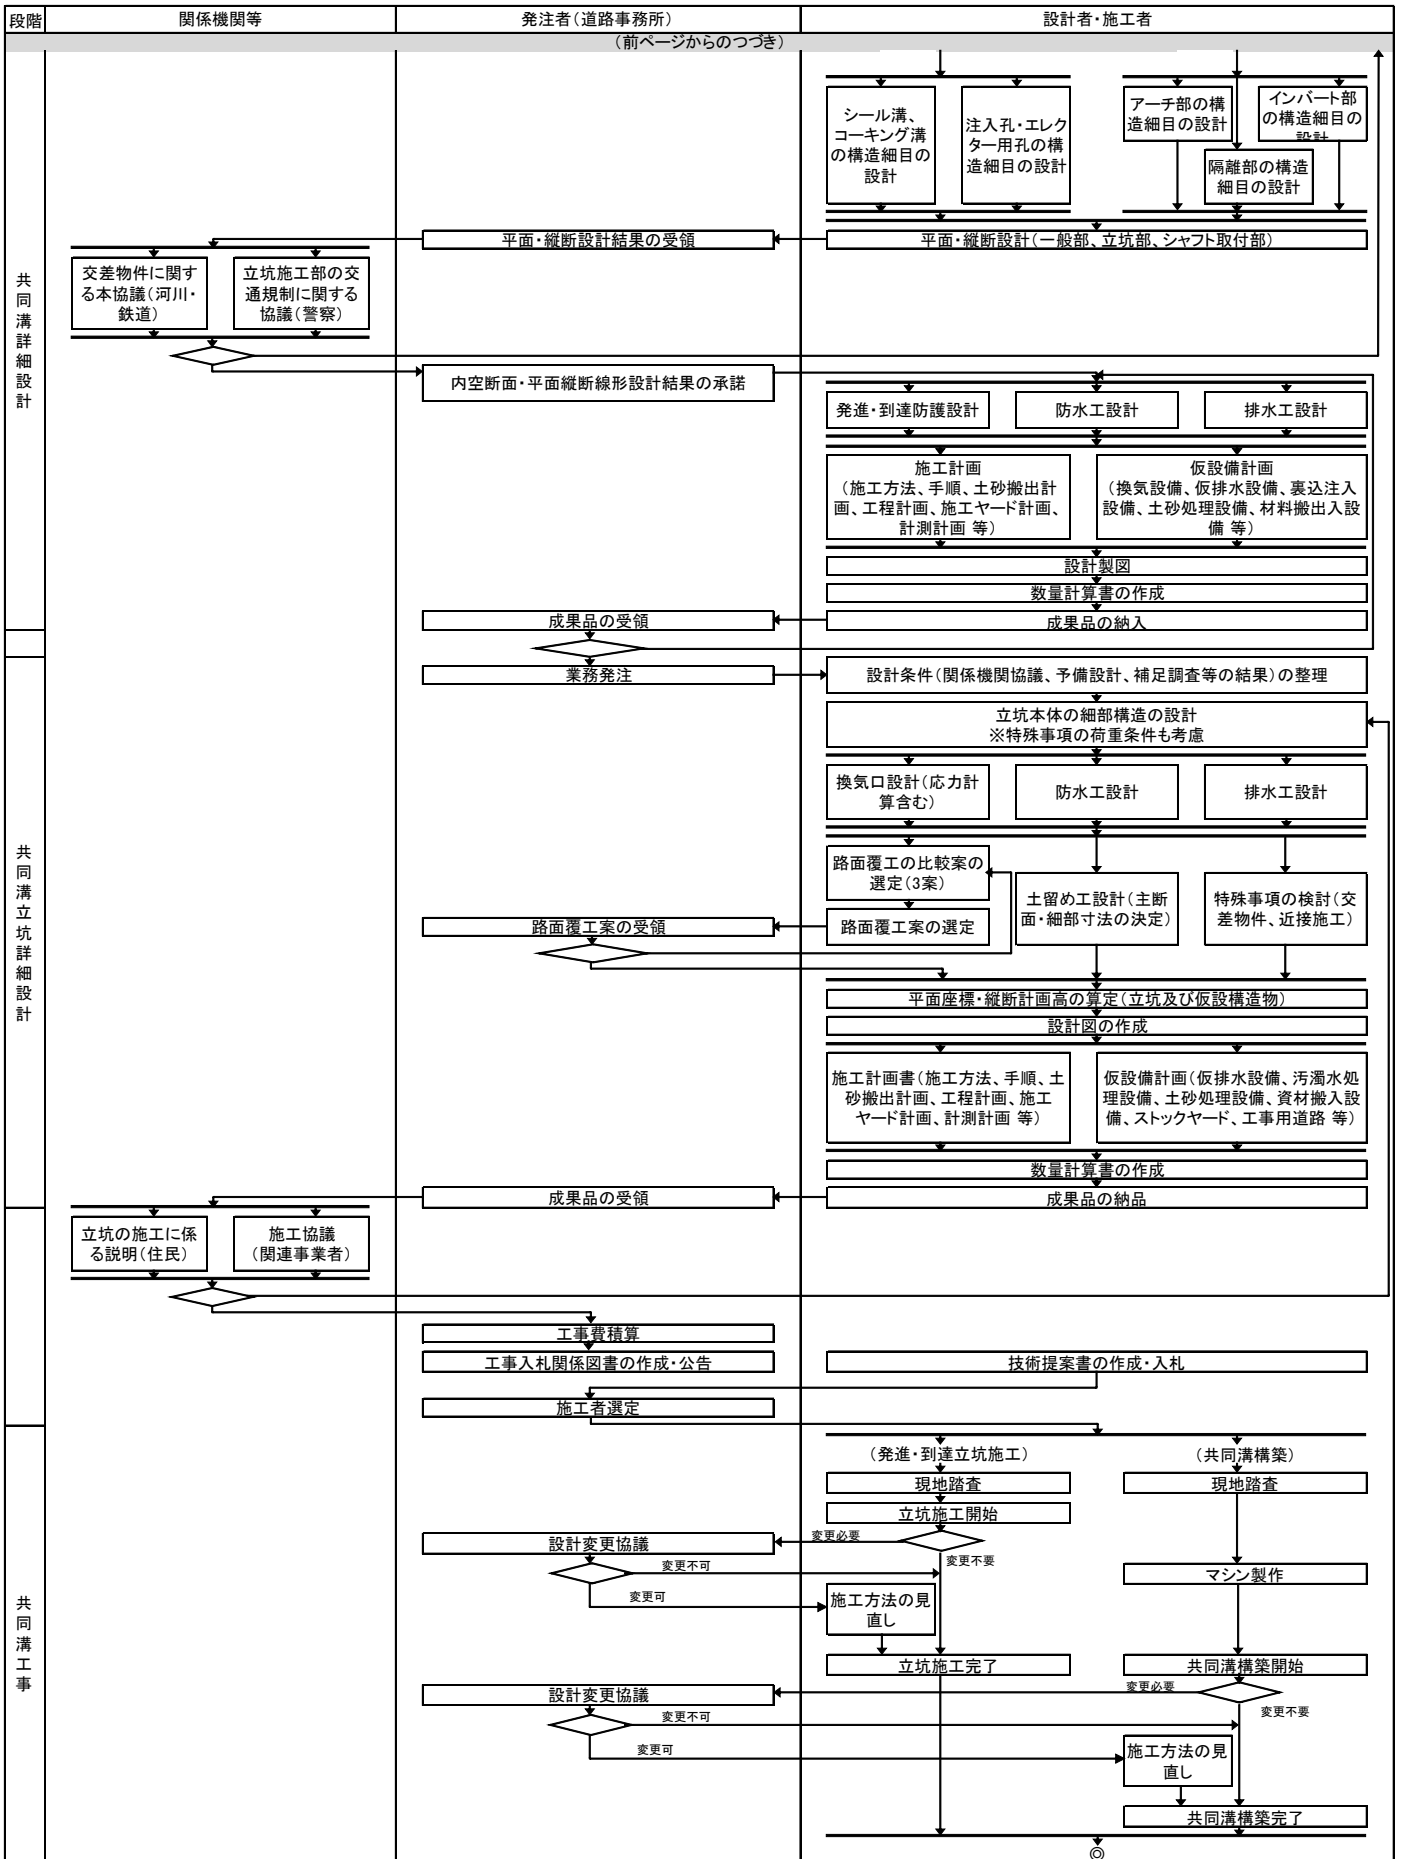 段階
関係機関等
発注者（道路事務所）
設計者・施工者
（前ページからのつづき）
シール溝、
コーキング溝
の構造細目の
設計
注入孔・エレク
ター用孔の構
造細目の設計
アーチ部の構
造細目の設計
インバート部
の構造細目の
設計
隔離部の構造
細目の設計
共同溝詳細設計
平面・縦断設計結果の受領
平面・縦断設計（一般部、立坑部、シャフト取付部）
交差物件に関す
る本協議（河川・
鉄道）
立坑施工部の交
通規制に関する
協議（警察）
内空断面・平面縦断線形設計結果の承諾
発進・到達防護設計
防水工設計
排水工設計
施工計画
（施工方法、手順、土砂搬出計
画、工程計画、施工ヤード計画、
計測計画 等）
仮設備計画
（換気設備、仮排水設備、裏込注入
設備、土砂処理設備、材料搬出入設
備 等）
設計製図
数量計算書の作成
成果品の受領
成果品の納入
業務発注
設計条件（関係機関協議、予備設計、補足調査等の結果）の整理
共同溝立坑詳細設計
立坑本体の細部構造の設計
※特殊事項の荷重条件も考慮
換気口設計（応力計
算含む）
防水工設計
排水工設計
路面覆工の比較案の
選定（3案）
土留め工設計（主断
面・細部寸法の決定）
特殊事項の検討（交
差物件、近接施工）
路面覆工案の受領
路面覆工案の選定
平面座標・縦断計画高の算定（立坑及び仮設構造物）
設計図の作成
施工計画書（施工方法、手順、土
砂搬出計画、工程計画、施工
ヤード計画、計測計画 等）
仮設備計画（仮排水設備、汚濁水処
理設備、土砂処理設備、資材搬入設
備、ストックヤード、工事用道路 等）
数量計算書の作成
成果品の受領
成果品の納品
立坑の施工に係
る説明（住民）
施工協議
（関連事業者）
工事費積算
工事入札関係図書の作成・公告
技術提案書の作成・入札
施工者選定
共同溝工事
（発進・到達立坑施工）
（共同溝構築）
現地踏査
現地踏査
立坑施工開始
設計変更協議
変更必要
変更不要
変更不可
マシン製作
変更可
施工方法の見
直し
立坑施工完了
共同溝構築開始
設計変更協議
変更必要
変更不要
変更不可
変更可
施工方法の見
直し
共同溝構築完了
◎